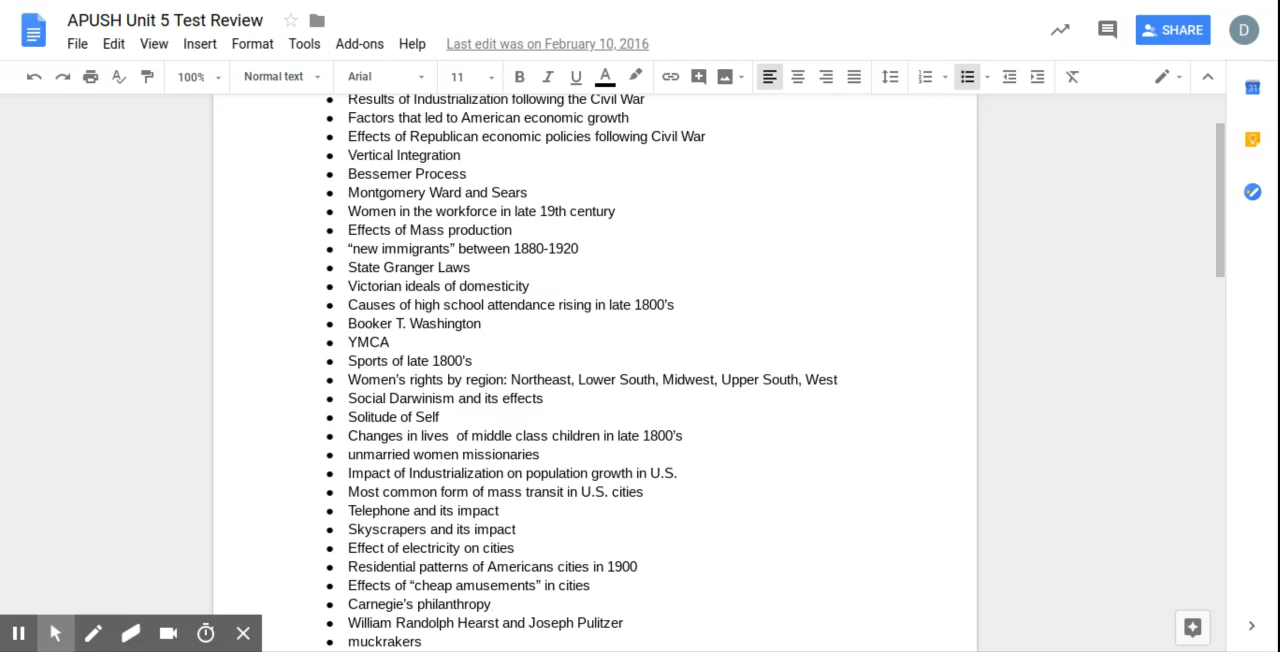 APUSH Unit 5 Test Review
File Edit View Insert Format Tools Add-ons Help Last edit was on February 10, 2016
SHARE
D
100% Normal text Arial 11 B I U A
31
● Results of Industrialization following the Civil War
● Factors that led to American economic growth
● Effects of Republican economic policies following Civil War
● Vertical Integration
● Bessemer Process
● Montgomery Ward and Sears
● Women in the workforce in late 19th century
● Effects of Mass production
● “new immigrants” between 1880-1920
● State Granger Laws
● Victorian ideals of domesticity
● Causes of high school attendance rising in late 1800’s
● Booker T. Washington
● YMCA
● Sports of late 1800’s
● Women’s rights by region: Northeast, Lower South, Midwest, Upper South, West
● Social Darwinism and its effects
● Solitude of Self
● Changes in lives  of middle class children in late 1800’s
● unmarried women missionaries
● Impact of Industrialization on population growth in U.S.
● Most common form of mass transit in U.S. cities
● Telephone and its impact
● Skyscrapers and its impact
● Effect of electricity on cities
● Residential patterns of Americans cities in 1900
● Effects of “cheap amusements” in cities
● Carnegie’s philanthropy
● William Randolph Hearst and Joseph Pulitzer
● muckrakers